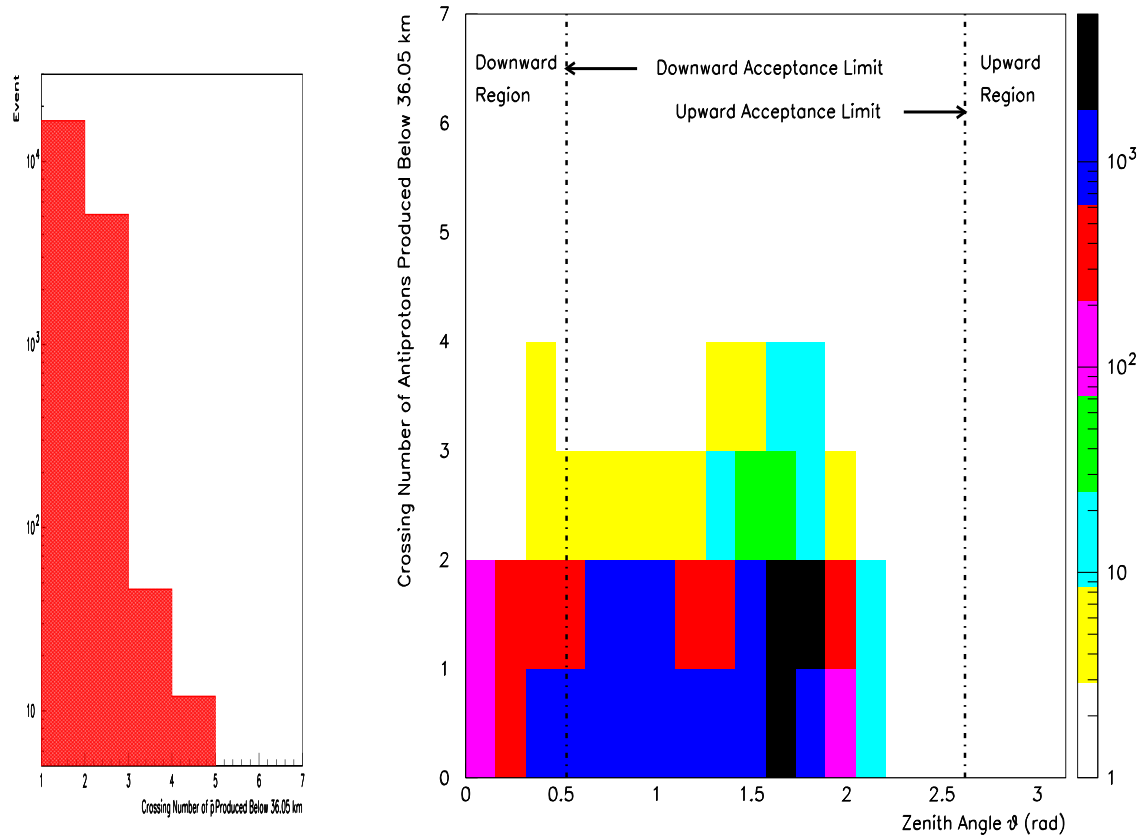 Event
10^4
10^3
10^2
10
1 2 3 4 5 6 7
Crossing Number of p̄ Produced Below 36.05 km
Crossing Number of Antiprotons Produced Below 36.05 km
7
6
5
4
3
2
1
0
Downward
Region
Downward Acceptance Limit
Upward Acceptance Limit
Upward
Region
0 0.5 1 1.5 2 2.5 3
Zenith Angle ϑ (rad)
10^3
10^2
10
1